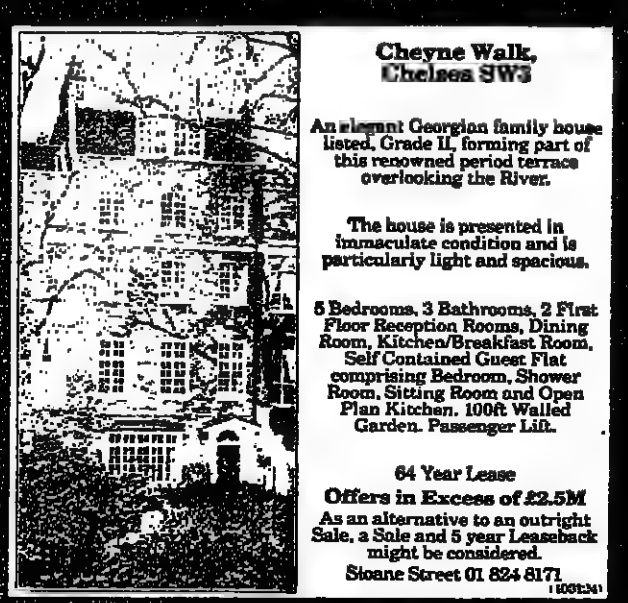 Cheyne Walk,
Chelsea SW3
An elegant Georgian family house
listed, Grade II, forming part of
this renowned period terrace
overlooking the River.
The house is presented in
immaculate condition and is
particularly light and spacious.
5 Bedrooms, 3 Bathrooms, 2 First
Floor Reception Rooms, Dining
Room, Kitchen/Breakfast Room,
Self Contained Guest Flat
comprising Bedroom, Shower
Room, Sitting Room and Open
Plan Kitchen. 100ft Walled
Garden. Passenger Lift.
64 Year Lease
Offers in Excess of £2.5M
As an alternative to an outright
Sale, a Sale and 5 year Leaseback
might be considered.
Sloane Street 01 824 8171